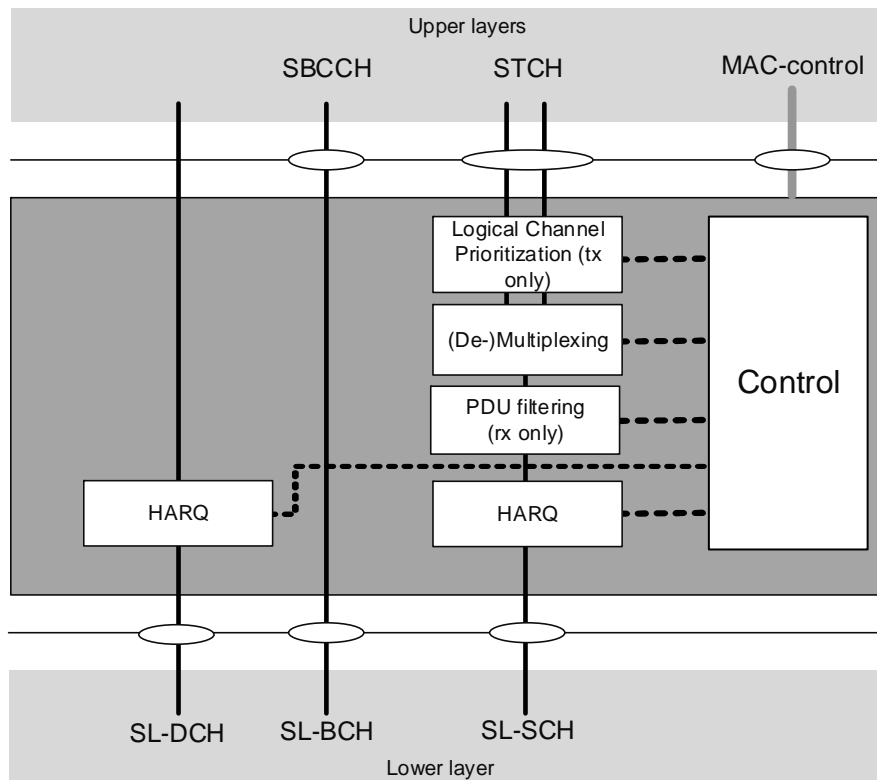 Upper layers
SBCCH
STCH
MAC-control
Logical Channel
Prioritization (tx
only)
(De-)Multiplexing
Control
PDU filtering
(rx only)
HARQ
HARQ
SL-DCH
SL-BCH
SL-SCH
Lower layer